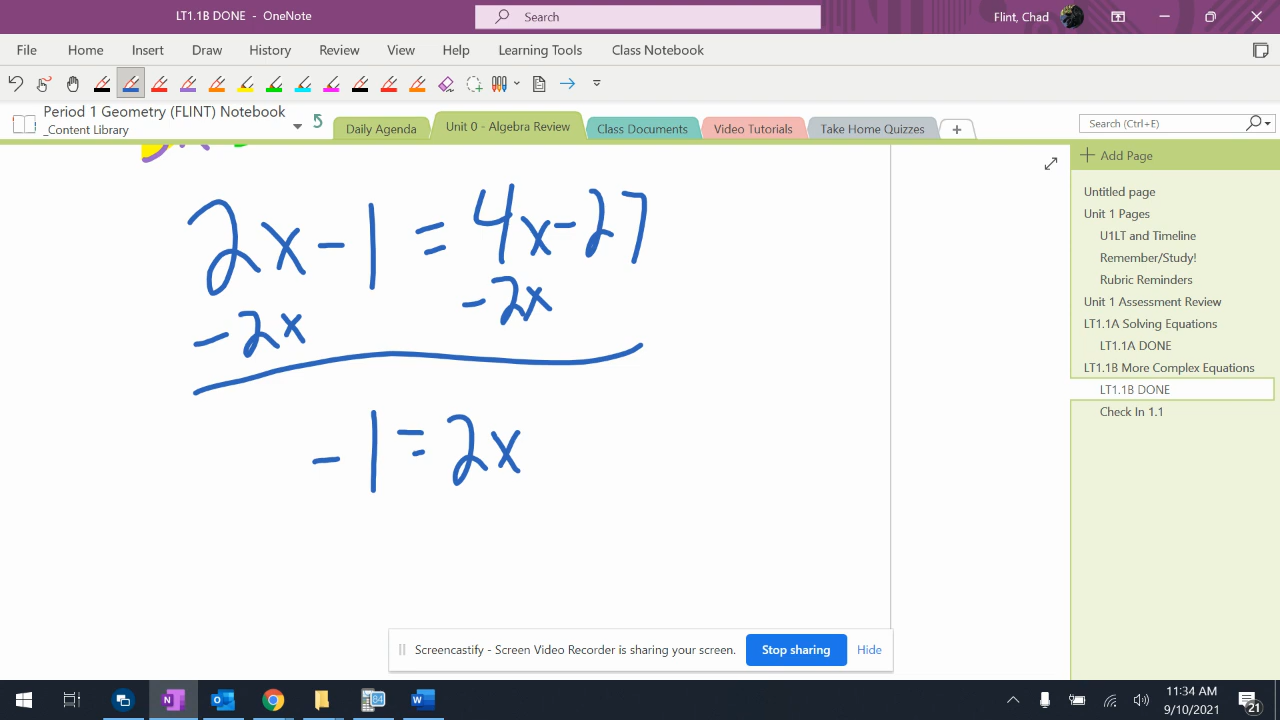 LT1.1B DONE - OneNote
Search
Flint, Chad
File Home Insert Draw History Review View Help Learning Tools Class Notebook
Period 1 Geometry (FLINT) Notebook
_Content Library
Daily Agenda Unit 0 - Algebra Review Class Documents Video Tutorials Take Home Quizzes +
Search (Ctrl+E)
Add Page
Untitled page
Unit 1 Pages
U1LT and Timeline
Remember/Study!
Rubric Reminders
Unit 1 Assessment Review
LT1.1A Solving Equations
LT1.1A DONE
LT1.1B More Complex Equations
LT1.1B DONE
Check In 1.1
2x - 1 = 4x - 27
- 2x - 2x
- 1 = 2x
Screencastify - Screen Video Recorder is sharing your screen. Stop sharing Hide
11:34 AM
9/10/2021
21